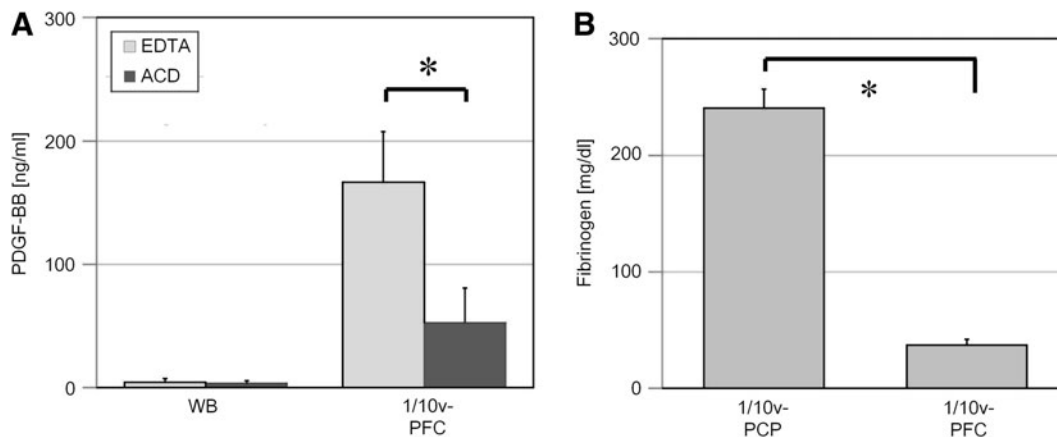 A
PDGF-BB [ng/ml]
300
200
100
0
EDTA
ACD
*
WB
1/10v-
PFC
B
Fibrinogen [mg/dl]
300
200
100
0
*
1/10v-
PCP
1/10v-
PFC